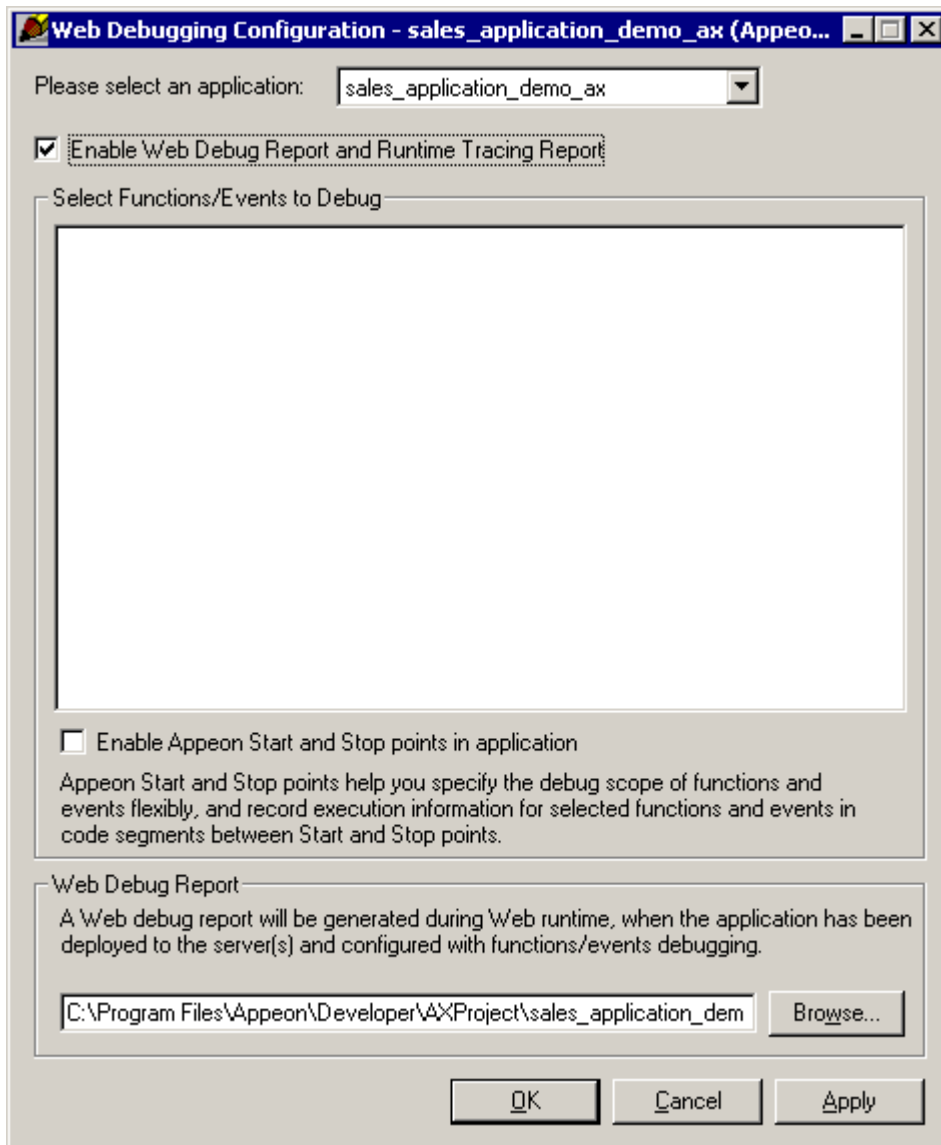 Web Debugging Configuration - sales_application_demo_ax (Appeo...
Please select an application:
sales_application_demo_ax
Enable Web Debug Report and Runtime Tracing Report
Select Functions/Events to Debug
Enable Appeon Start and Stop points in application
Appeon Start and Stop points help you specify the debug scope of functions and
events flexibly, and record execution information for selected functions and events in
code segments between Start and Stop points.
Web Debug Report
A Web debug report will be generated during Web runtime, when the application has been
deployed to the server(s) and configured with functions/events debugging.
C:\Program Files\Appeon\Developer\AXProject\sales_application_dem
Browse...
OK
Cancel
Apply